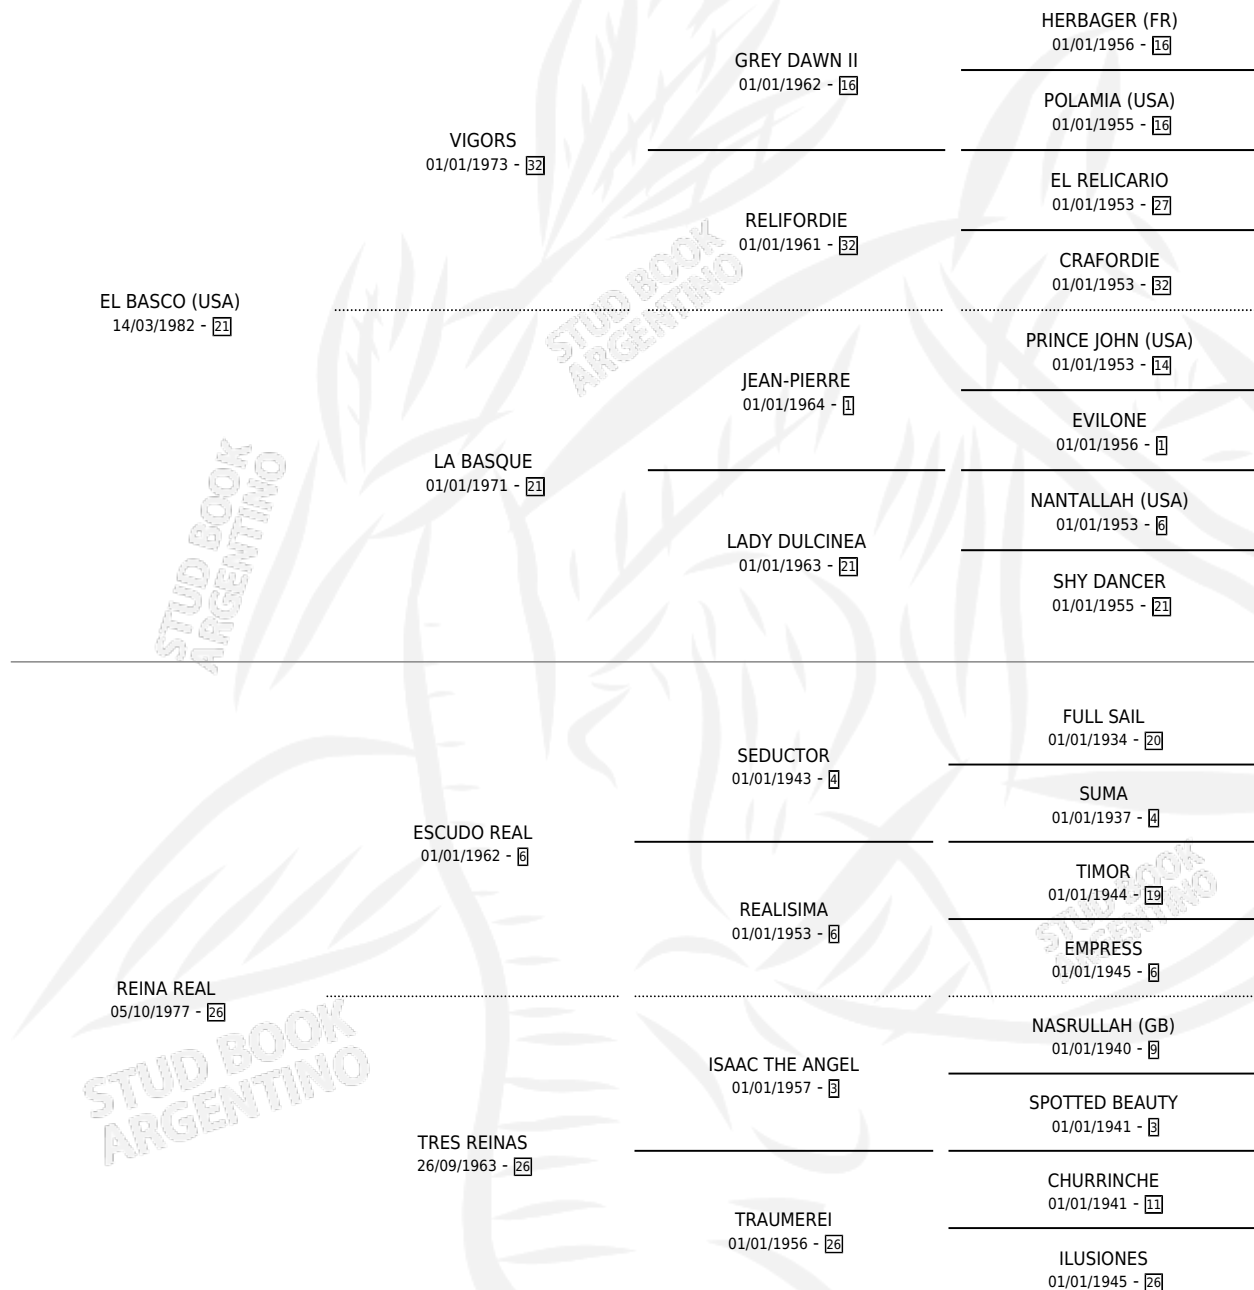 HERBAGER (FR)
01/01/1956 - 16
GREY DAWN II
01/01/1962 - 16
POLAMIA (USA)
01/01/1955 - 16
VIGORS
01/01/1973 - 32
EL RELICARIO
01/01/1953 - 27
RELIFORDIE
01/01/1961 - 32
CRAFORDIE
01/01/1953 - 32
EL BASCO (USA)
14/03/1982 - 21
PRINCE JOHN (USA)
01/01/1953 - 14
JEAN-PIERRE
01/01/1964 - 1
EVILONE
01/01/1956 - 1
LA BASQUE
01/01/1971 - 21
NANTALLAH (USA)
01/01/1953 - 6
LADY DULCINEA
01/01/1963 - 21
SHY DANCER
01/01/1955 - 21
FULL SAIL
01/01/1934 - 20
SEDUCTOR
01/01/1943 - 4
SUMA
01/01/1937 - 4
ESCUDO REAL
01/01/1962 - 6
TIMOR
01/01/1944 - 19
REALISIMA
01/01/1953 - 6
EMPRESS
01/01/1945 - 6
REINA REAL
05/10/1977 - 26
NASRULLAH (GB)
01/01/1940 - 9
ISAAC THE ANGEL
01/01/1957 - 3
SPOTTED BEAUTY
01/01/1941 - 3
TRES REINAS
26/09/1963 - 26
CHURRINCHE
01/01/1941 - 11
TRAUMEREI
01/01/1956 - 26
ILUSIONES
01/01/1945 - 26
STUD BOOK
ARGENTINO
STUD BOOK
ARGENTINO
STUD BOOK
ARGENTINO
STUD BOOK
ARGENTINO